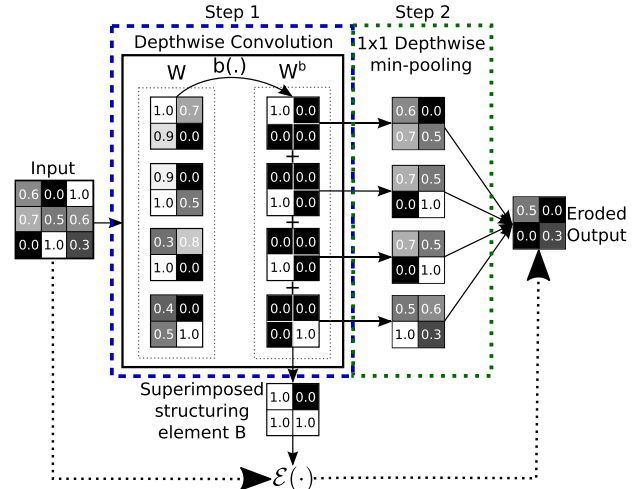 Step 1
Step 2
Depthwise Convolution
1x1 Depthwise
min-pooling
W
b(.)
Wᵇ
1.0 0.7
0.9 0.0
0.9 0.0
1.0 0.5
0.3 0.8
1.0 0.0
0.4 0.0
0.5 1.0
1.0 0.0
0.0 0.0
+
0.0 0.0
1.0 0.0
+
0.0 0.0
1.0 0.0
+
0.0 0.0
0.0 1.0
0.6 0.0
0.7 0.5
0.7 0.5
0.0 1.0
0.7 0.5
0.0 1.0
0.5 0.6
1.0 0.3
Input
0.6 0.0 1.0
0.7 0.5 0.6
0.0 1.0 0.3
0.5 0.0
0.0 0.3
Eroded
Output
Superimposed
structuring
element B
1.0 0.0
1.0 1.0
ℰ(·)